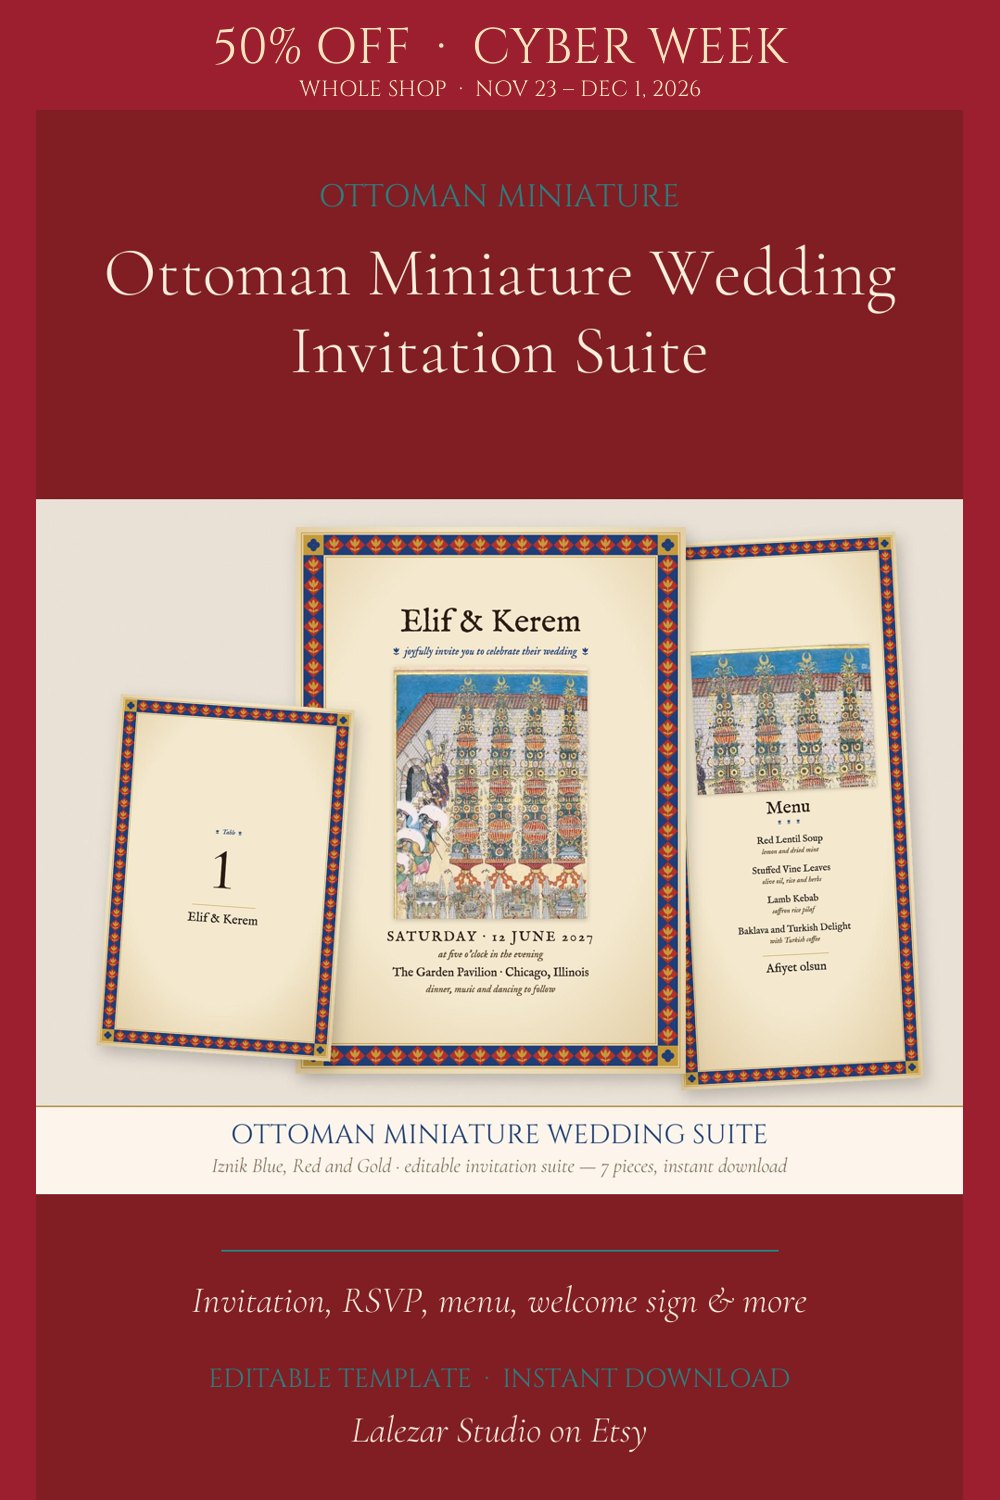 50% OFF · CYBER WEEK
WHOLE SHOP · NOV 23 – DEC 1, 2026
OTTOMAN MINIATURE
Ottoman Miniature Wedding
Invitation Suite
Elif & Kerem
joyfully invite you to celebrate their wedding
SATURDAY · 12 JUNE 2027
at five o'clock in the evening
The Garden Pavilion · Chicago, Illinois
dinner, music and dancing to follow
Table
1
Elif & Kerem
Menu
Red Lentil Soup
lemon and dried mint
Stuffed Vine Leaves
olive oil, rice and herbs
Lamb Kebab
saffron rice pilaf
Baklava and Turkish Delight
with Turkish coffee
Afiyet olsun
OTTOMAN MINIATURE WEDDING SUITE
Iznik Blue, Red and Gold · editable invitation suite — 7 pieces, instant download
Invitation, RSVP, menu, welcome sign & more
EDITABLE TEMPLATE · INSTANT DOWNLOAD
Lalezar Studio on Etsy